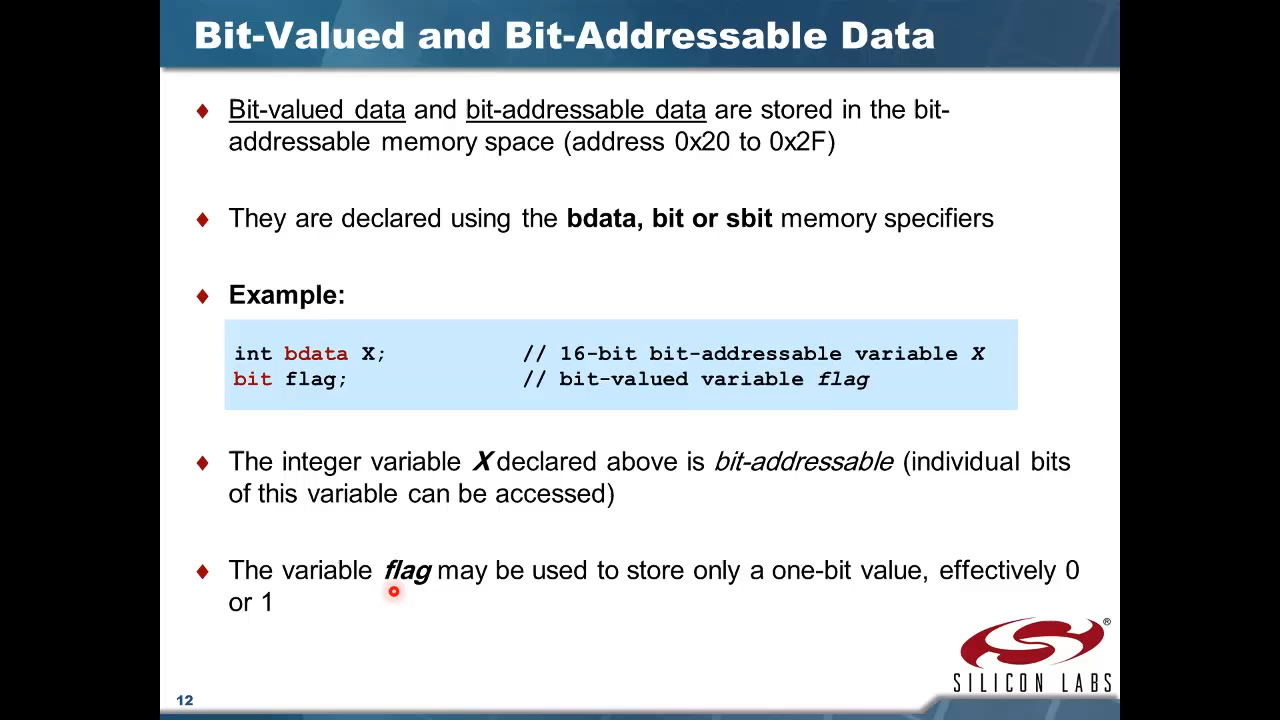 Bit-Valued and Bit-Addressable Data
♦ Bit-valued data and bit-addressable data are stored in the bit-
addressable memory space (address 0x20 to 0x2F)
♦ They are declared using the bdata, bit or sbit memory specifiers
♦ Example:
int bdata X; // 16-bit bit-addressable variable X
bit flag; // bit-valued variable flag
♦ The integer variable X declared above is bit-addressable (individual bits
of this variable can be accessed)
♦ The variable flag may be used to store only a one-bit value, effectively 0
or 1
®
SILICON LABS
12